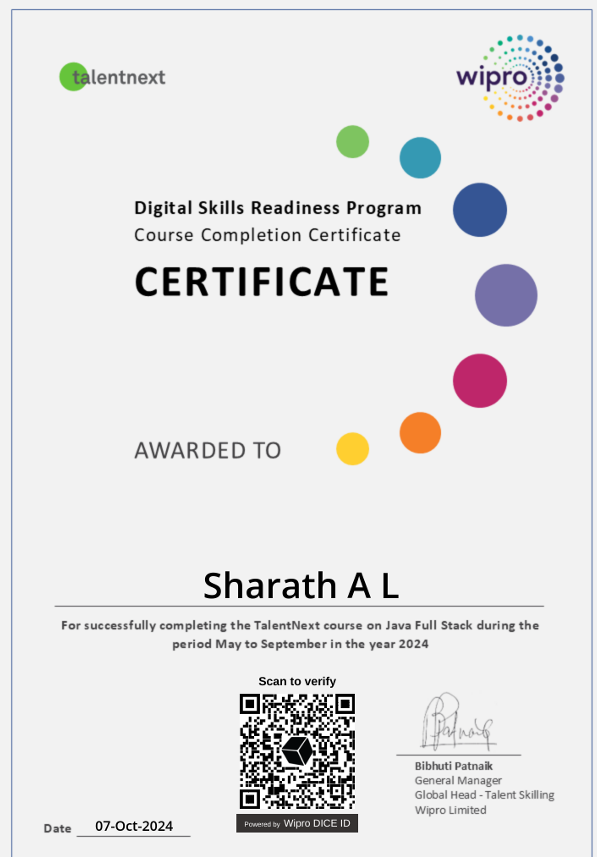 talentnext
wipro
Digital Skills Readiness Program
Course Completion Certificate
CERTIFICATE
AWARDED TO
Sharath A L
For successfully completing the TalentNext course on Java Full Stack during the
period May to September in the year 2024
Scan to verify
Powered by Wipro DICE ID
BPatnaik
Bibhuti Patnaik
General Manager
Global Head - Talent Skilling
Wipro Limited
Date 07-Oct-2024